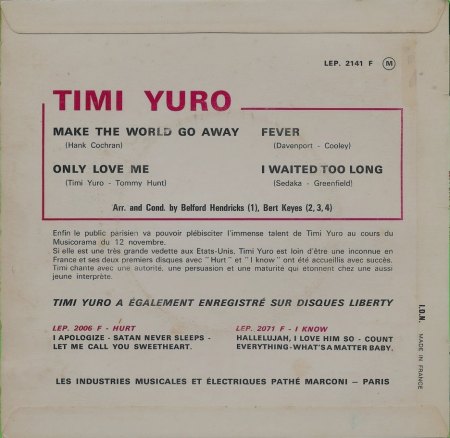 LEP. 2141 F M
TIMI YURO
MAKE THE WORLD GO AWAY
(Hank Cochran)
FEVER
(Davenport - Cooley)
ONLY LOVE ME
(Timi Yuro - Tommy Hunt)
I WAITED TOO LONG
(Sedaka - Greenfield)
Arr. and Cond. by Belford Hendricks (1), Bert Keyes (2, 3, 4)
Enfin le public parisien va pouvoir plébisciter l'immense talent de Timi Yuro au cours du
Musicorama du 12 novembre.
Si elle est une très grande vedette aux Etats-Unis. Timi Yuro est loin d'être une inconnue en
France et ses deux premiers disques avec "Hurt" et "I know" ont été accueillis avec succès.
Timi chante avec une autorité, une persuasion et une maturité qui étonnent chez une aussi
jeune interprète.
TIMI YURO A ÉGALEMENT ENREGISTRÉ SUR DISQUES LIBERTY
LEP. 2006 F - HURT
I APOLOGIZE - SATAN NEVER SLEEPS -
LET ME CALL YOU SWEETHEART.
LEP. 2071 F - I KNOW
HALLELUJAH, I LOVE HIM SO - COUNT
EVERYTHING - WHAT'S A MATTER BABY.
LES INDUSTRIES MUSICALES ET ÉLECTRIQUES PATHÉ MARCONI – PARIS
I.D.N. MADE IN FRANCE